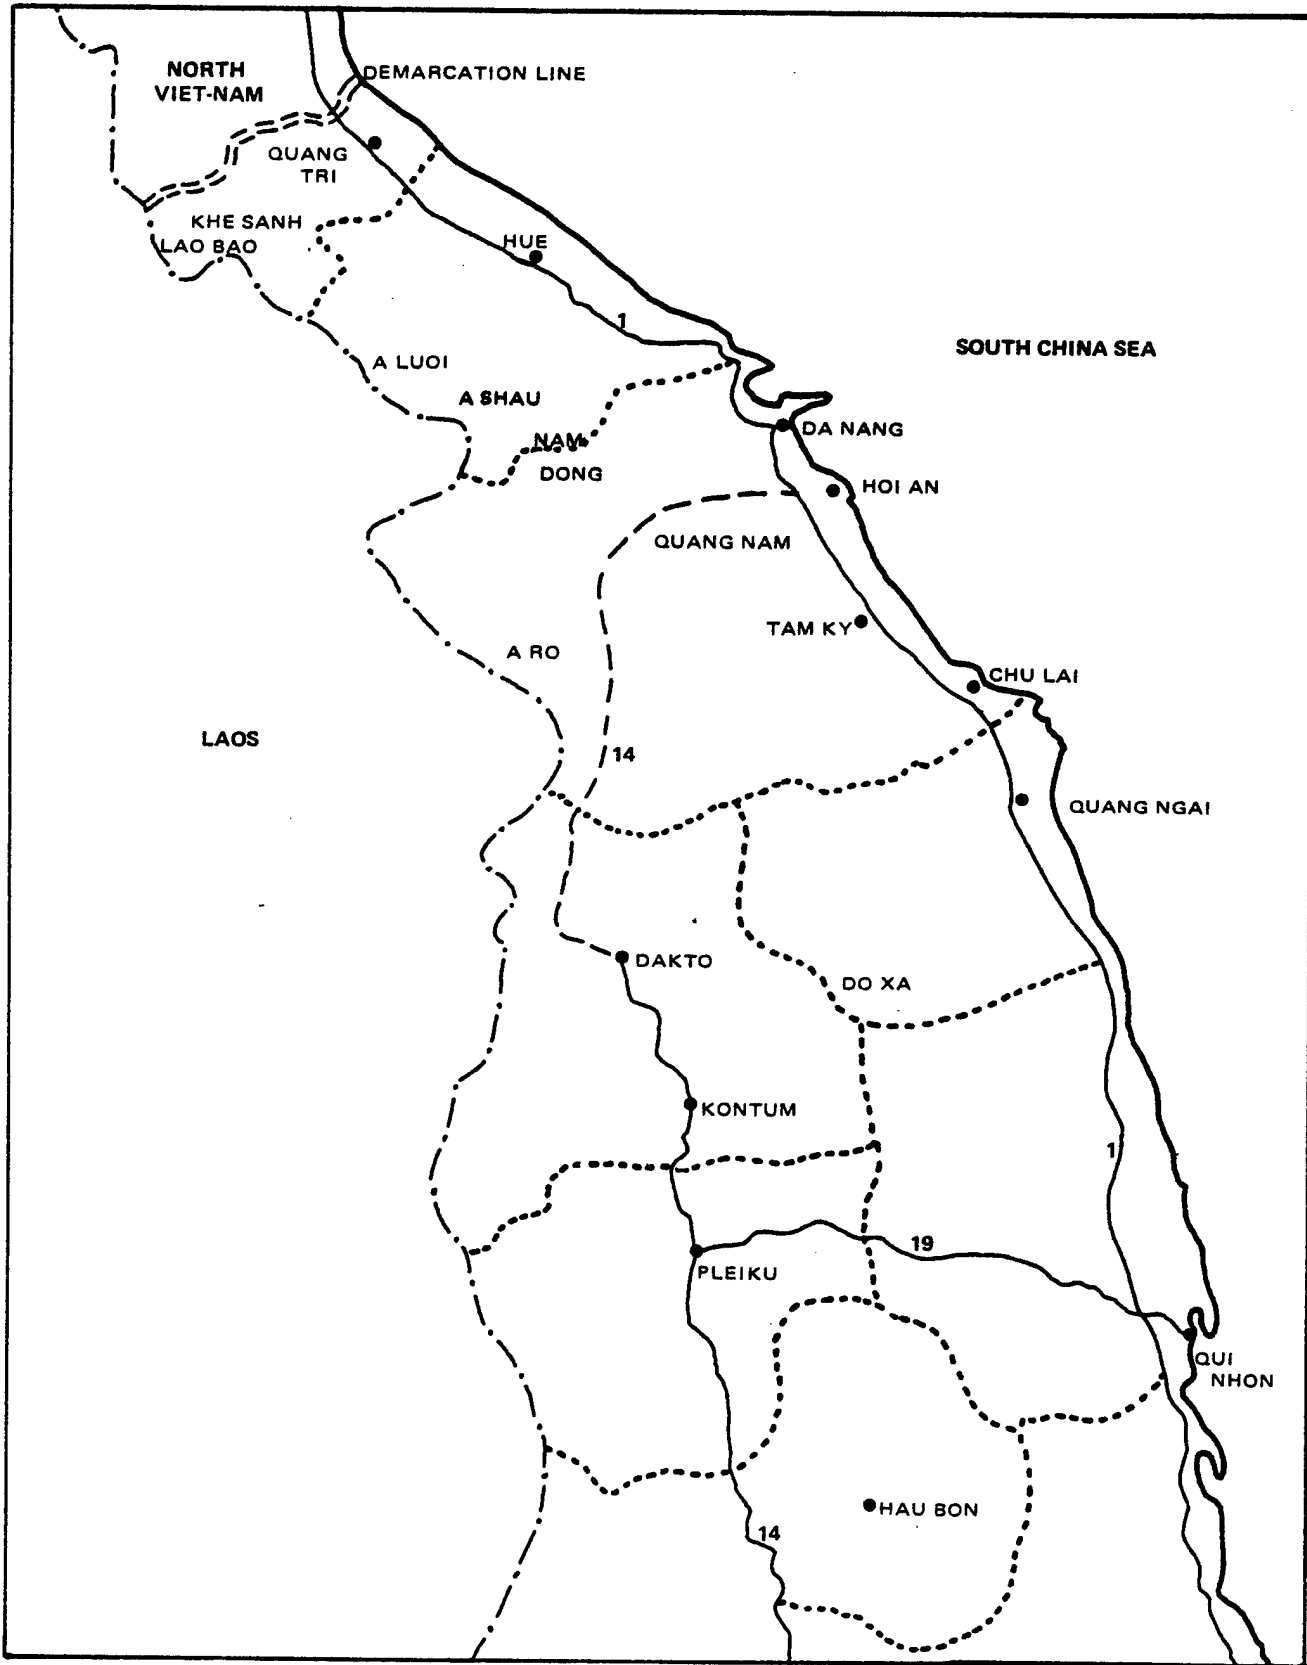 NORTH
VIET-NAM
DEMARCATION LINE
QUANG
TRI
KHE SANH
LAO BAO
HUE
1
SOUTH CHINA SEA
A LUOI
A SHAU
DA NANG
NAM
DONG
HOI AN
QUANG NAM
TAM KY
A RO
CHU LAI
LAOS
14
QUANG NGAI
DAKTO
DO XA
KONTUM
1
19
PLEIKU
QUI
NHON
HAU BON
14